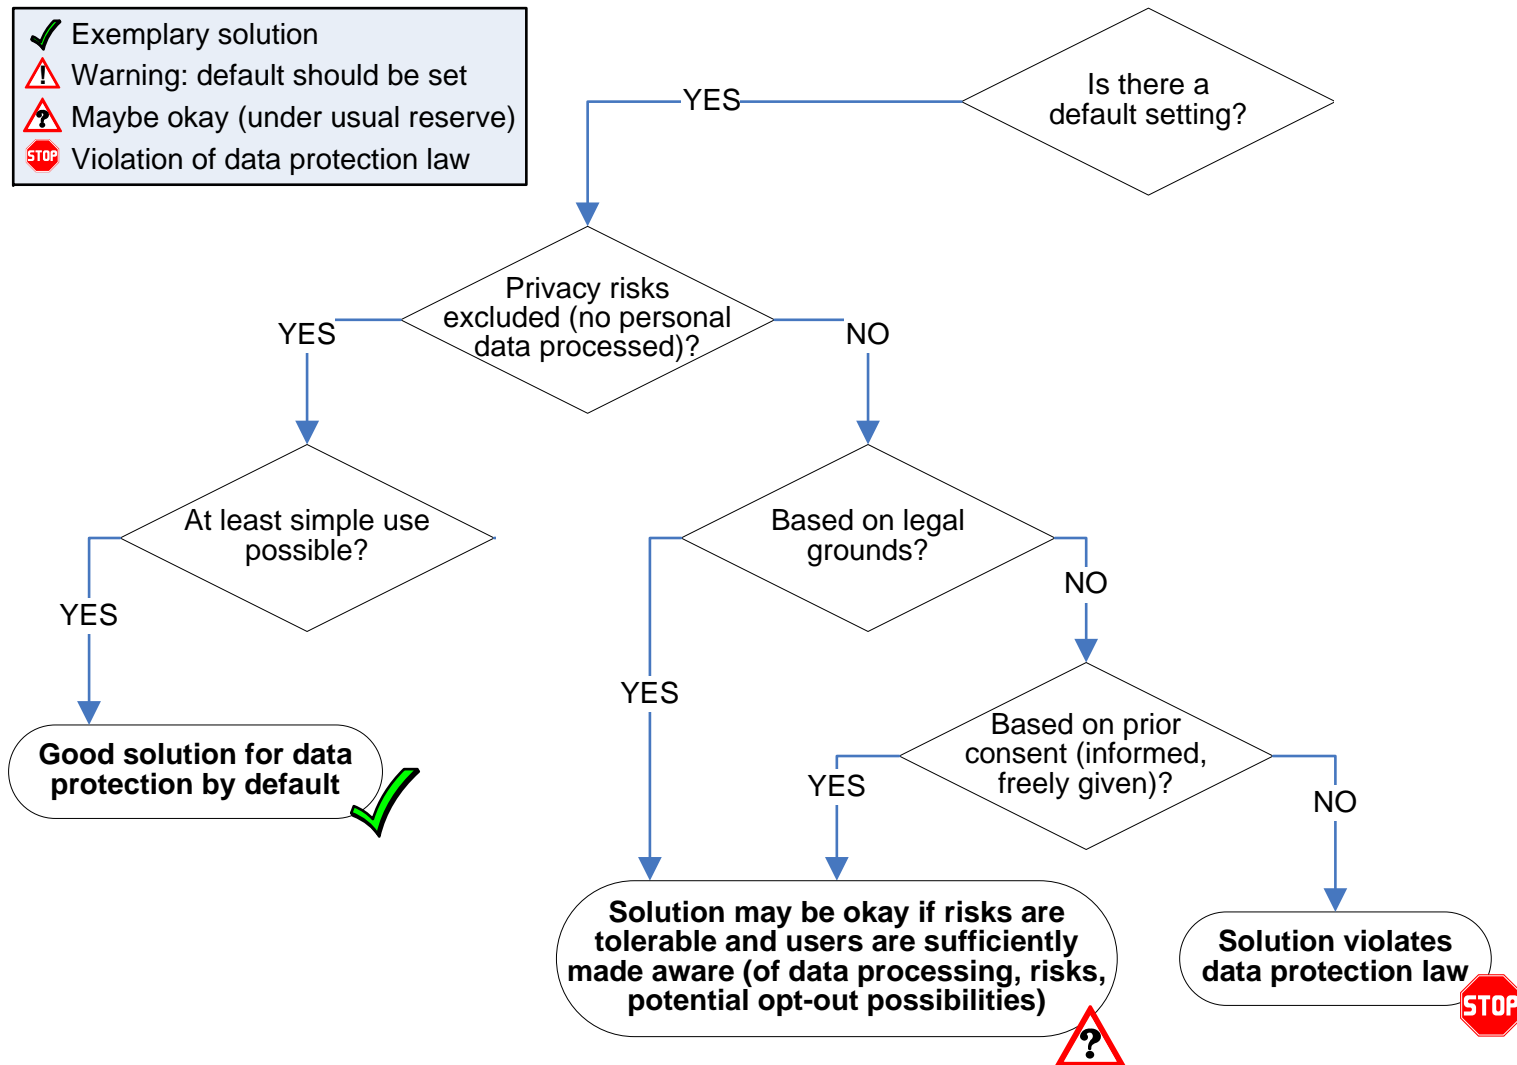 Exemplary solution
Warning: default should be set
Maybe okay (under usual reserve)
STOP
Violation of data protection law
Is there a
default setting?
YES
Privacy risks
excluded (no personal
data processed)?
YES
NO
At least simple use
possible?
Based on legal
grounds?
YES
NO
YES
Based on prior
consent (informed,
freely given)?
YES
NO
Good solution for data
protection by default
Solution may be okay if risks are
tolerable and users are sufficiently
made aware (of data processing, risks,
potential opt-out possibilities)
?
Solution violates
data protection law
STOP